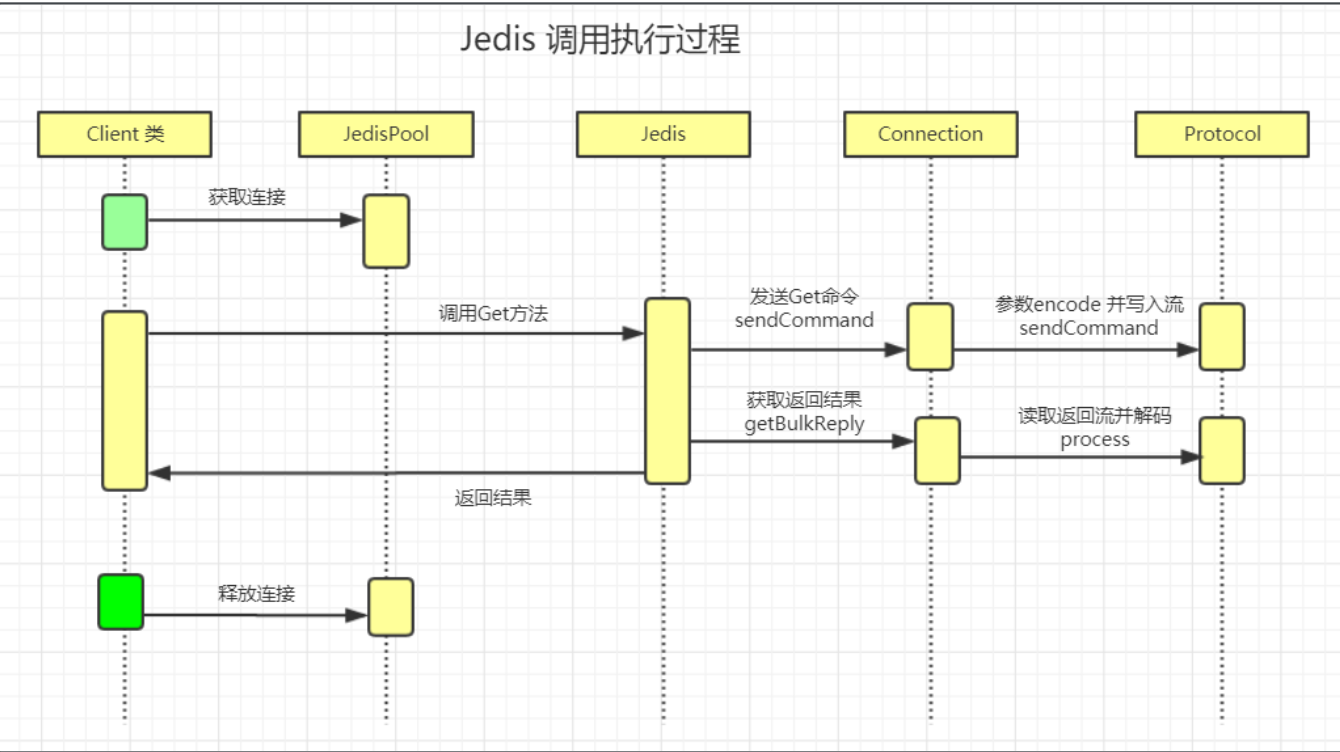 Jedis 调用执行过程
Client 类
JedisPool
Jedis
Connection
Protocol
获取连接
调用Get方法
发送Get命令
sendCommand
参数encode 并写入流
sendCommand
获取返回结果
getBulkReply
读取返回流并解码
process
返回结果
释放连接